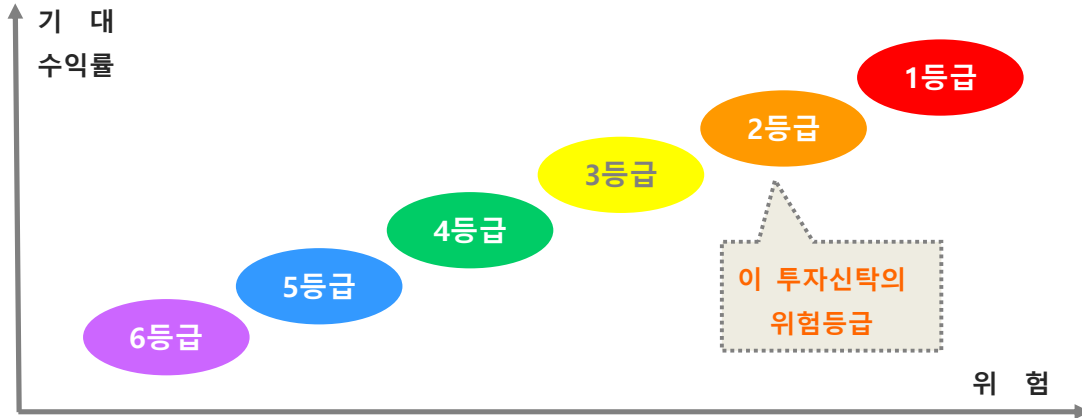 기 대
수익률
1등급
2등급
3등급
4등급
5등급
6등급
이 투자신탁의
위험등급
위 험